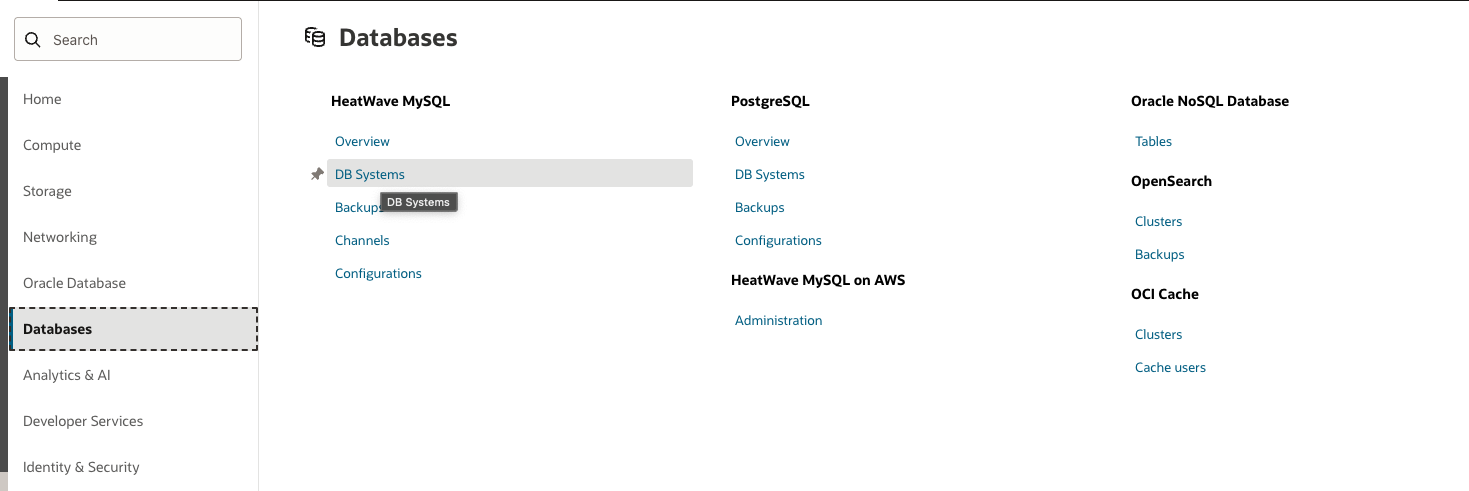 Search
Home
Compute
Storage
Networking
Oracle Database
Databases
Analytics & AI
Developer Services
Identity & Security
Databases
HeatWave MySQL
Overview
DB Systems
DB Systems
Backups
Channels
Configurations
PostgreSQL
Overview
DB Systems
Backups
Configurations
HeatWave MySQL on AWS
Administration
Oracle NoSQL Database
Tables
OpenSearch
Clusters
Backups
OCI Cache
Clusters
Cache users